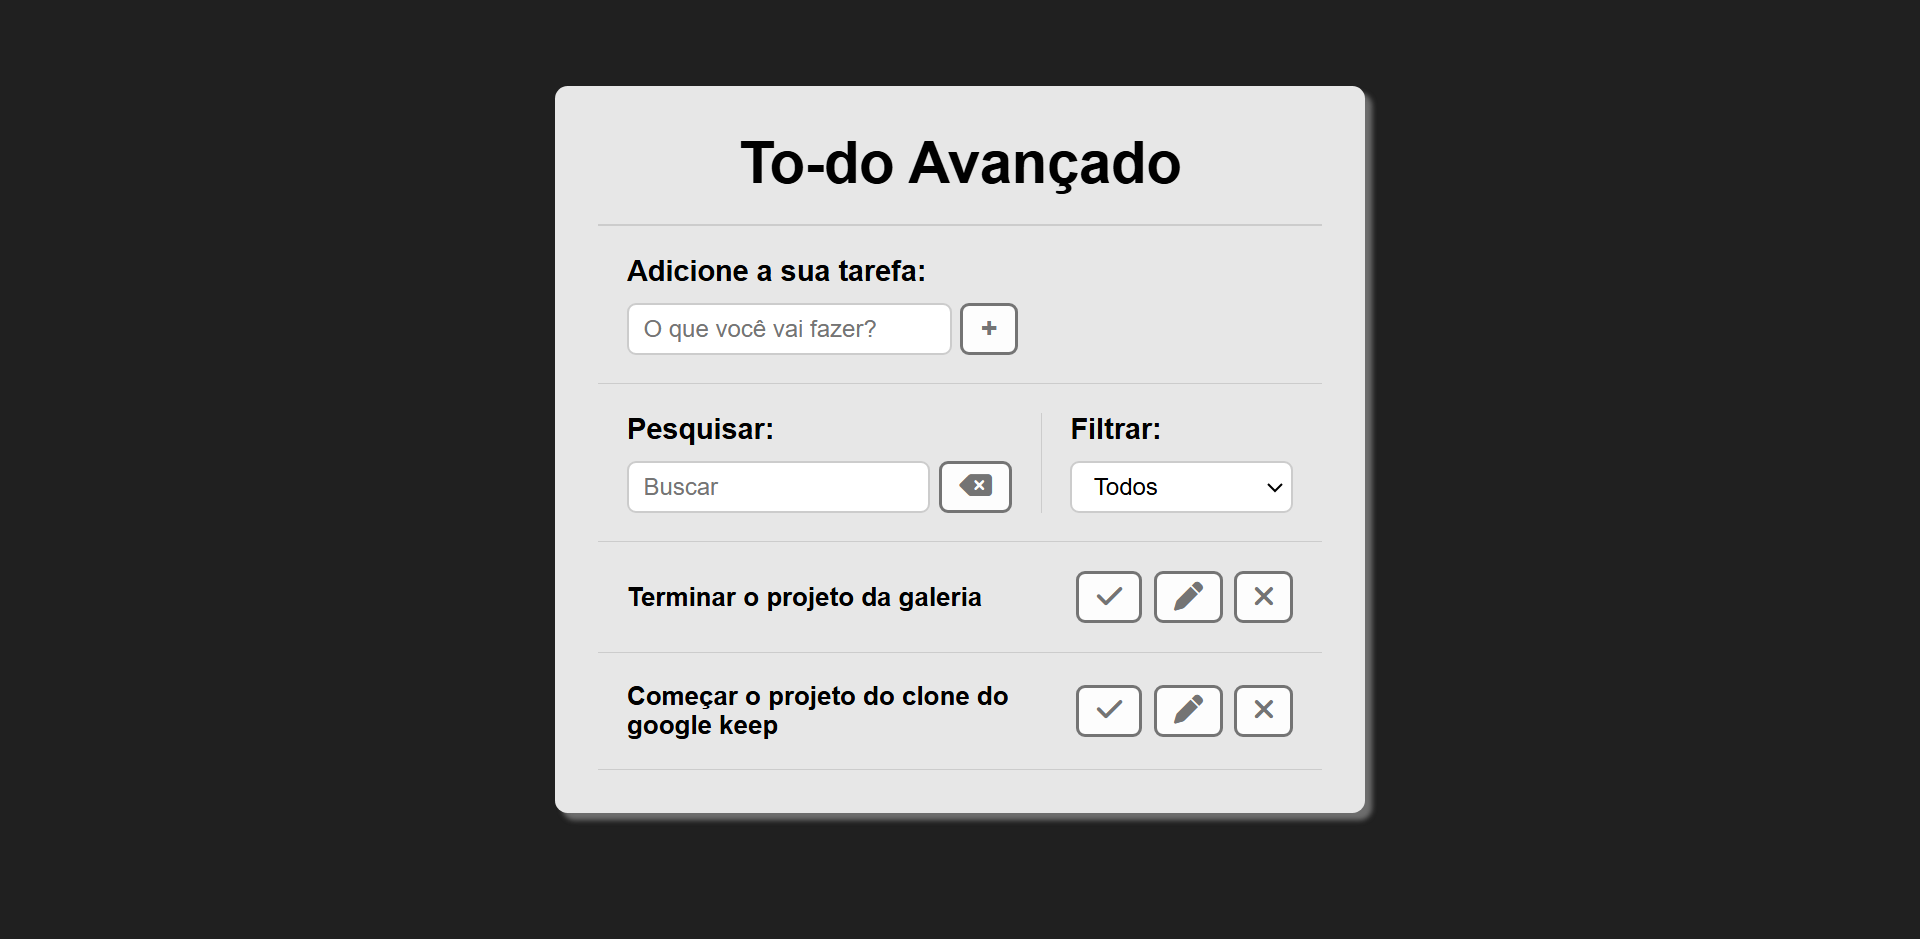 To-do Avançado
Adicione a sua tarefa:
O que você vai fazer?
Pesquisar:
Filtrar:
Buscar
Todos
Terminar o projeto da galeria
Começar o projeto do clone do
google keep